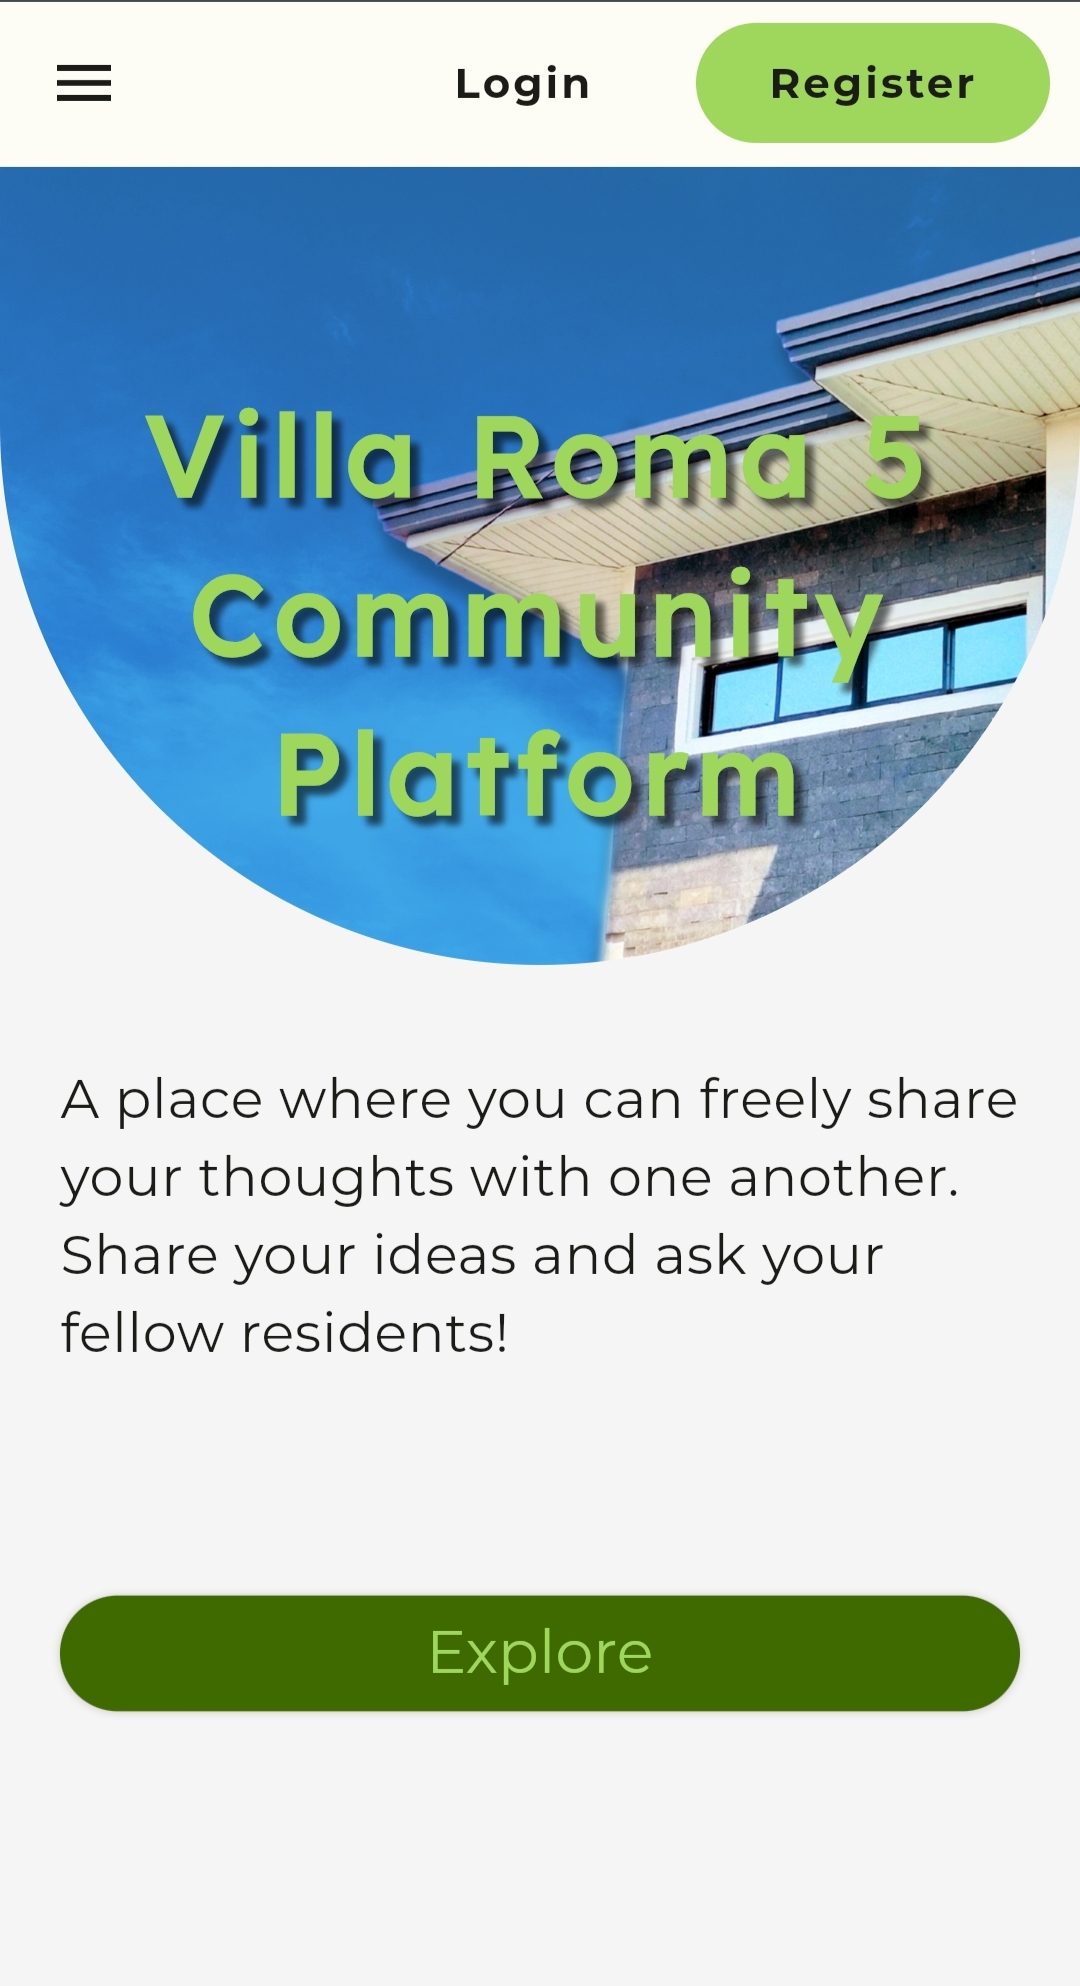 Login
Register
Villa Roma 5
Community
Platform
A place where you can freely share
your thoughts with one another.
Share your ideas and ask your
fellow residents!
Explore